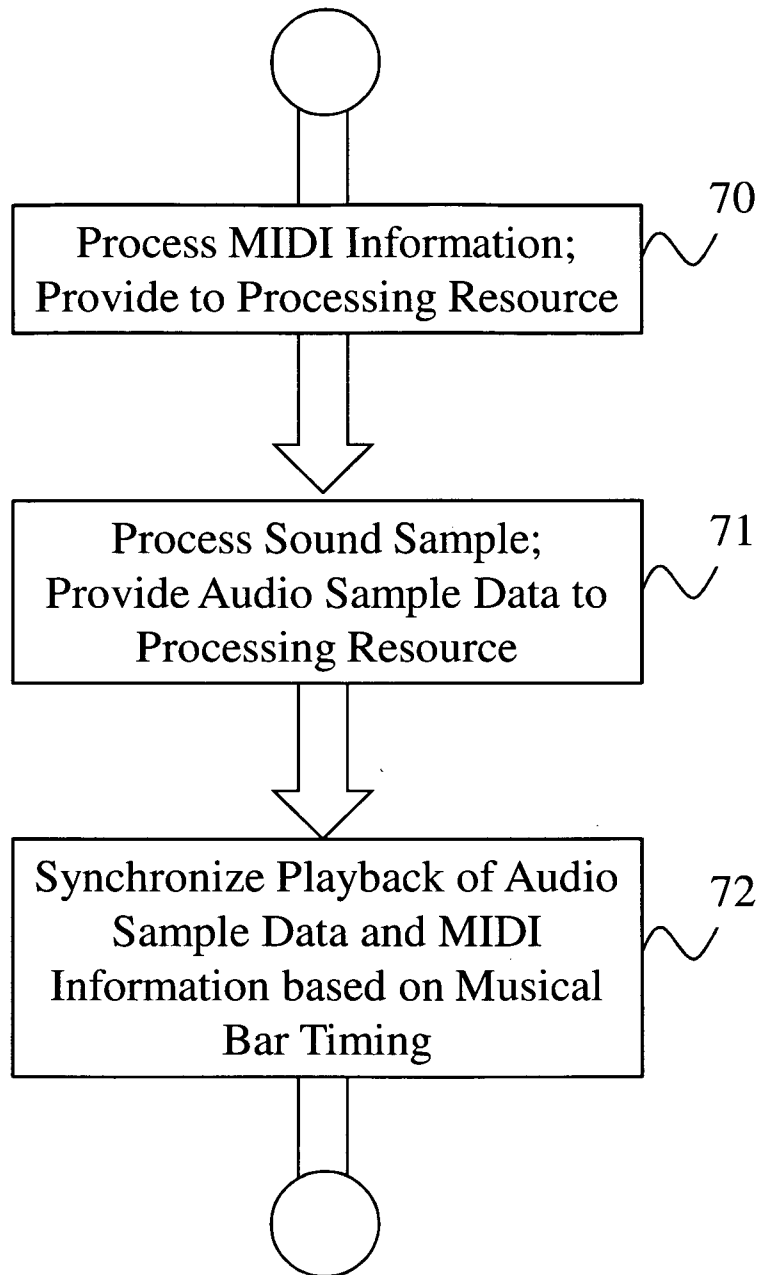 70
Process MIDI Information;
Provide to Processing Resource
71
Process Sound Sample;
Provide Audio Sample Data to
Processing Resource
72
Synchronize Playback of Audio
Sample Data and MIDI
Information based on Musical
Bar Timing